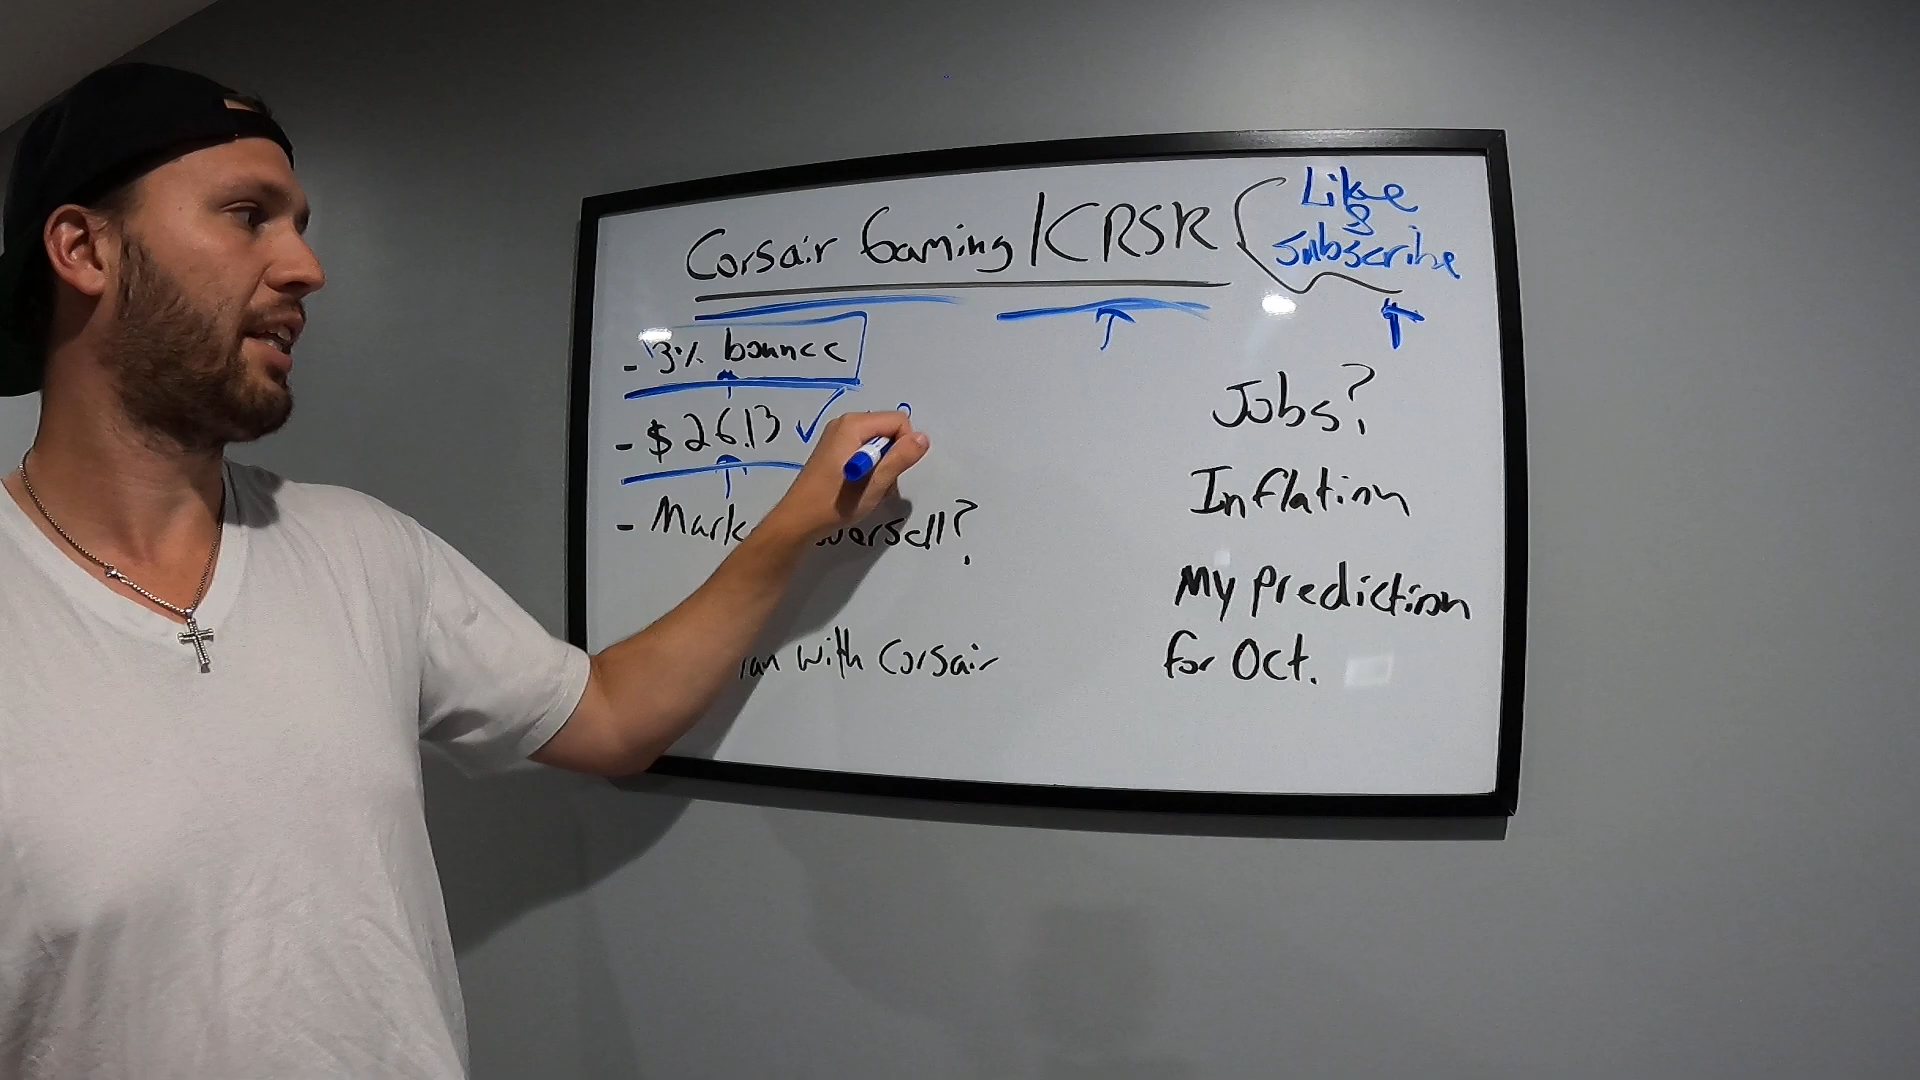 Corsair Gaming/CRSR
Like
&
Subscribe
- 3% bounce
- $26.13
- Mark
oversell?
with Corsair
Jobs?
Inflation
My prediction
for Oct.